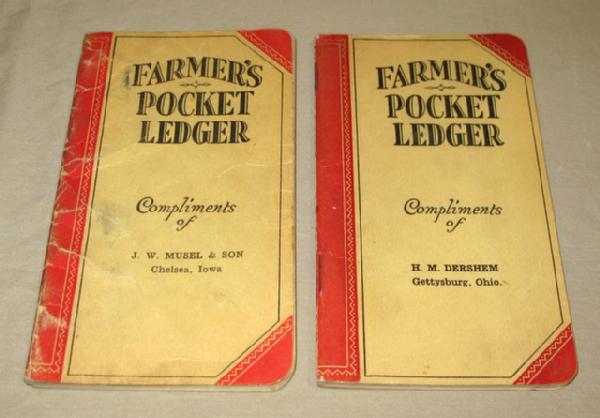 FARMER'S
POCKET
LEDGER
Compliments
of
J. W. MUSEL & SON
Chelsea, Iowa
FARMER'S
POCKET
LEDGER
Compliments
of
H. M. DERSHEM
Gettysburg, Ohio.